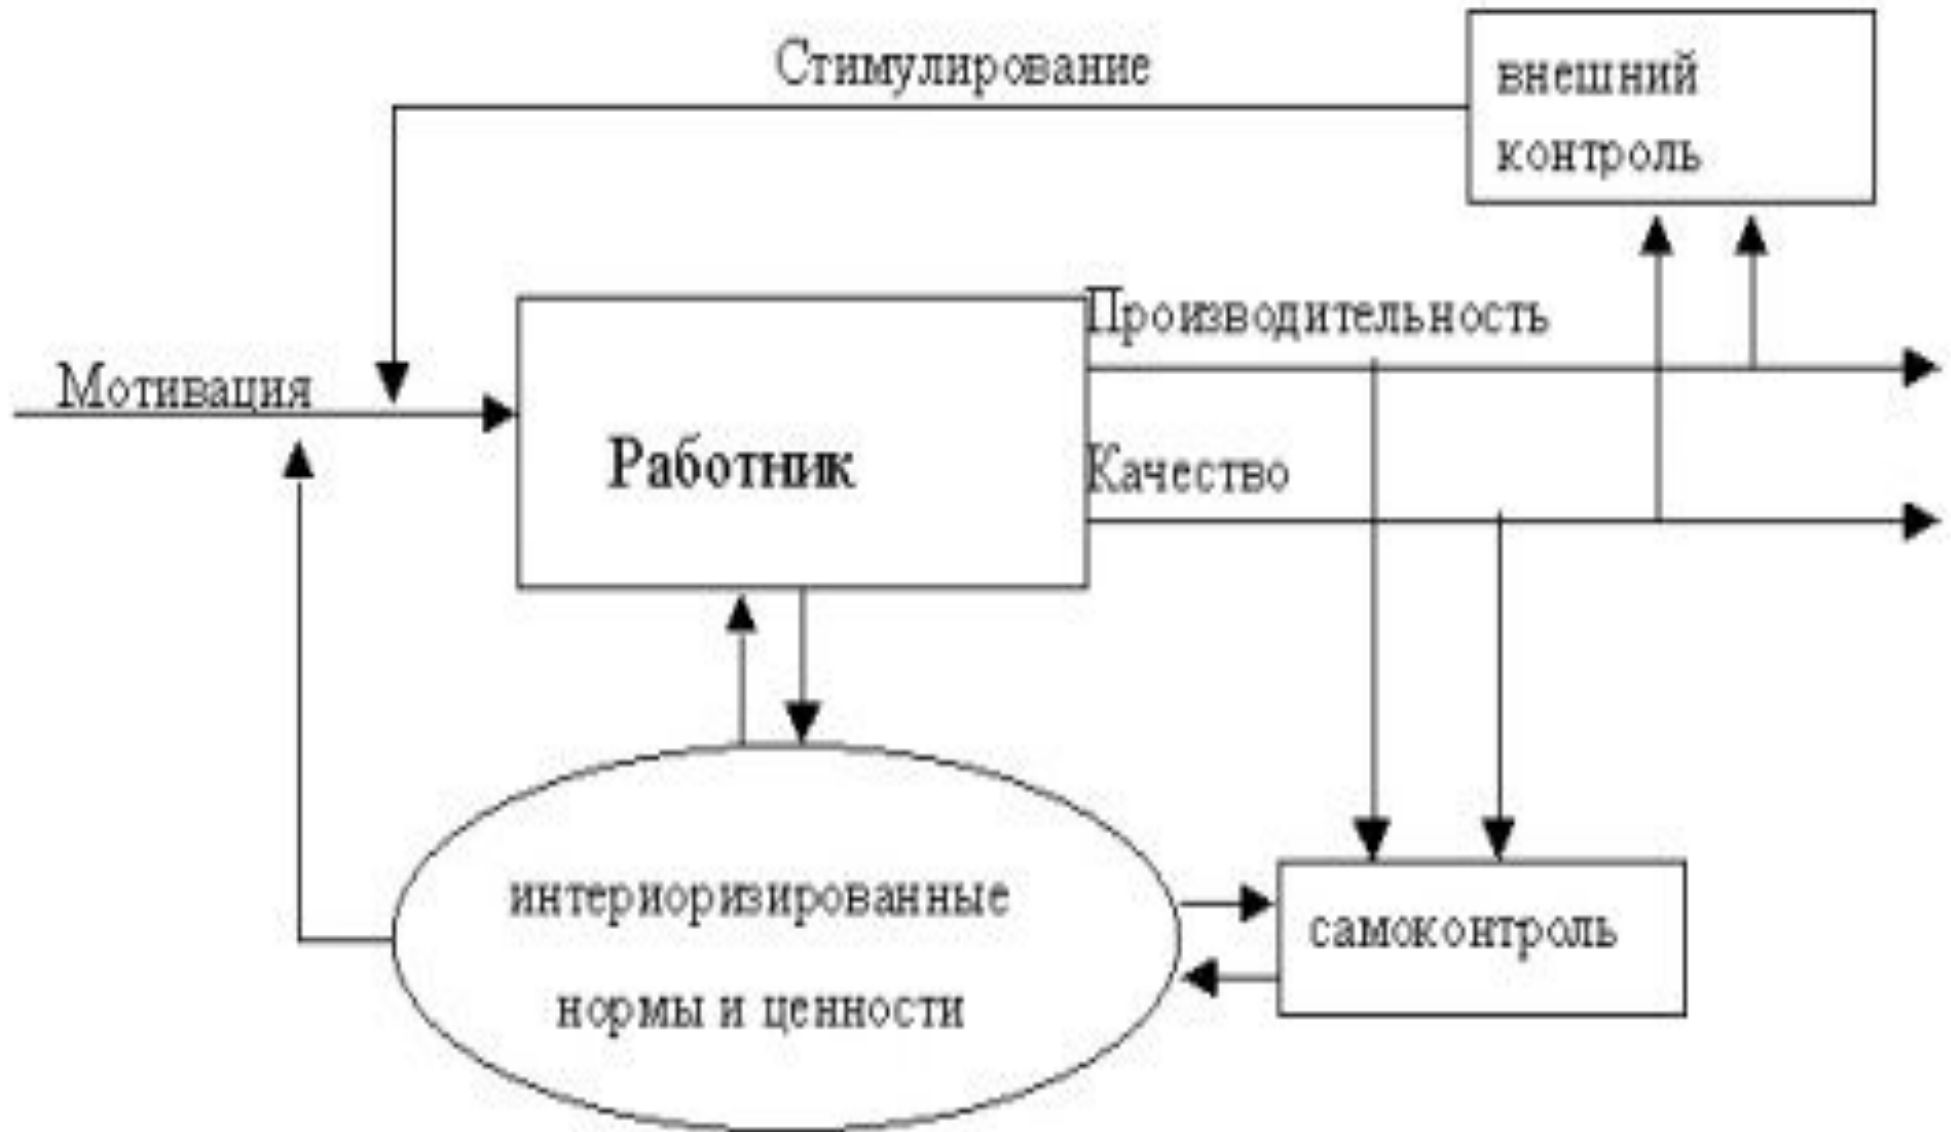 Стимулирование
внешний
контроль
Производительность
Мотивация
Работник
Качество
интериоризированные
нормы и ценности
самоконтроль